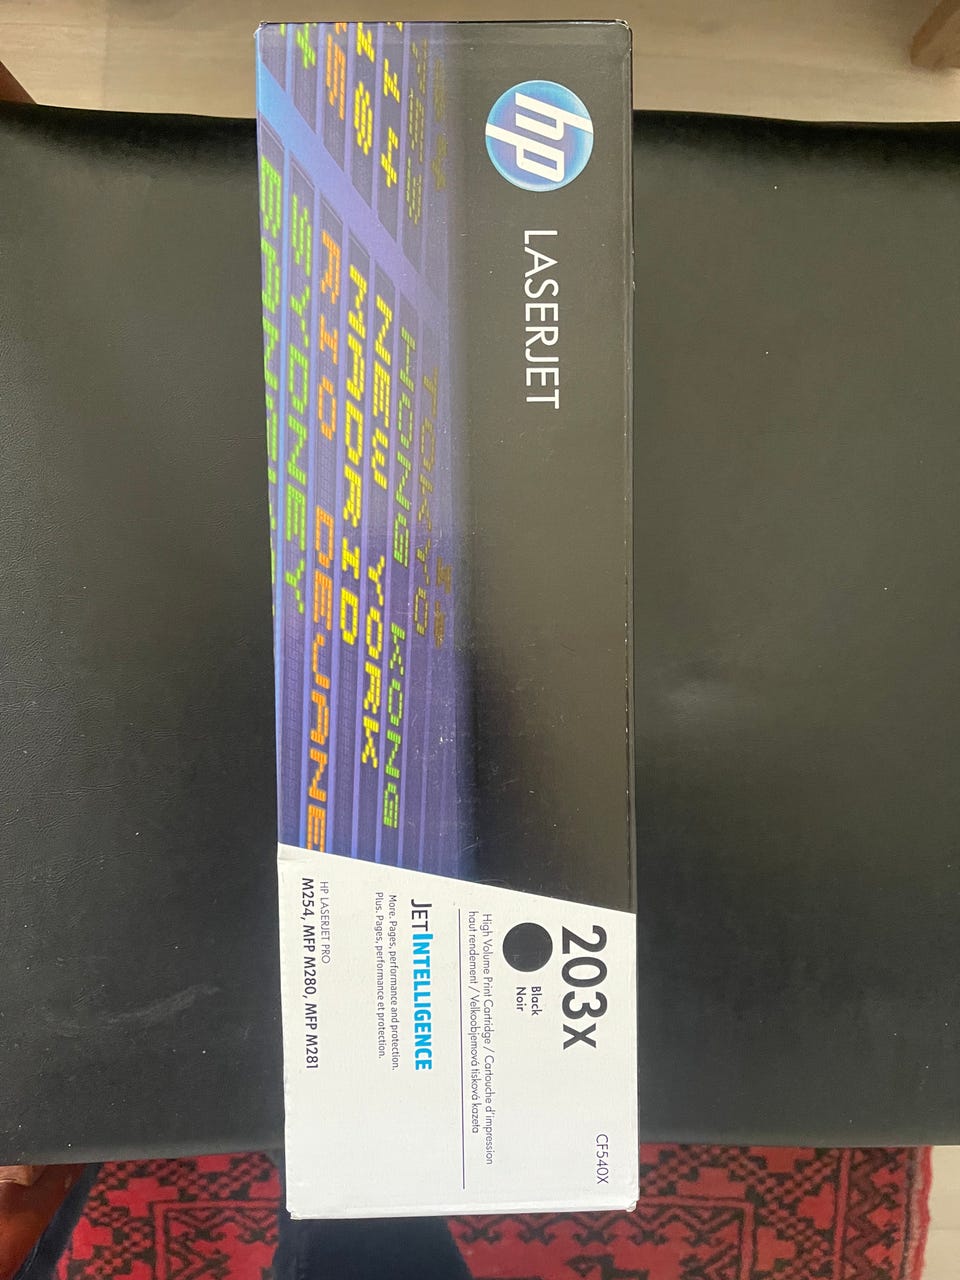 hp
LASERJET
TOKYO
HONG KONG
NEW YORK
MADRID
RIO DE JANE
SYDNEY
203X
CF540X
Black
Noir
High Volume Print Cartridge / Cartouche d'impression
haut rendement / Velkoobjemová tisková kazeta
JETINTELLIGENCE
More. Pages, performance and protection.
Plus. Pages, performance et protection.
HP LASERJET PRO
M254, MFP M280, MFP M281